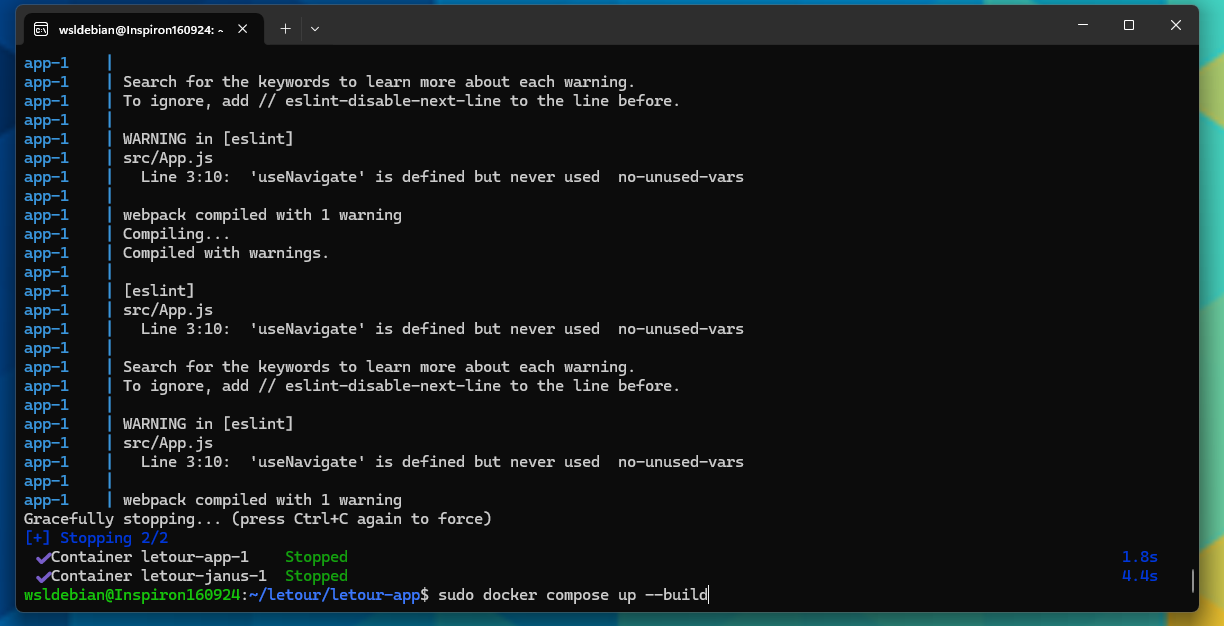 wsldebian@Inspiron160924: ~
app-1 |
app-1 | Search for the keywords to learn more about each warning.
app-1 | To ignore, add // eslint-disable-next-line to the line before.
app-1 |
app-1 | WARNING in [eslint]
app-1 | src/App.js
app-1 |   Line 3:10:  'useNavigate' is defined but never used  no-unused-vars
app-1 |
app-1 | webpack compiled with 1 warning
app-1 | Compiling...
app-1 | Compiled with warnings.
app-1 |
app-1 | [eslint]
app-1 | src/App.js
app-1 |   Line 3:10:  'useNavigate' is defined but never used  no-unused-vars
app-1 |
app-1 | Search for the keywords to learn more about each warning.
app-1 | To ignore, add // eslint-disable-next-line to the line before.
app-1 |
app-1 | WARNING in [eslint]
app-1 | src/App.js
app-1 |   Line 3:10:  'useNavigate' is defined but never used  no-unused-vars
app-1 |
app-1 | webpack compiled with 1 warning
Gracefully stopping... (press Ctrl+C again to force)
[+] Stopping 2/2
✔Container letour-app-1    Stopped 1.8s
✔Container letour-janus-1  Stopped 4.4s
wsldebian@Inspiron160924:~/letour/letour-app$ sudo docker compose up --build